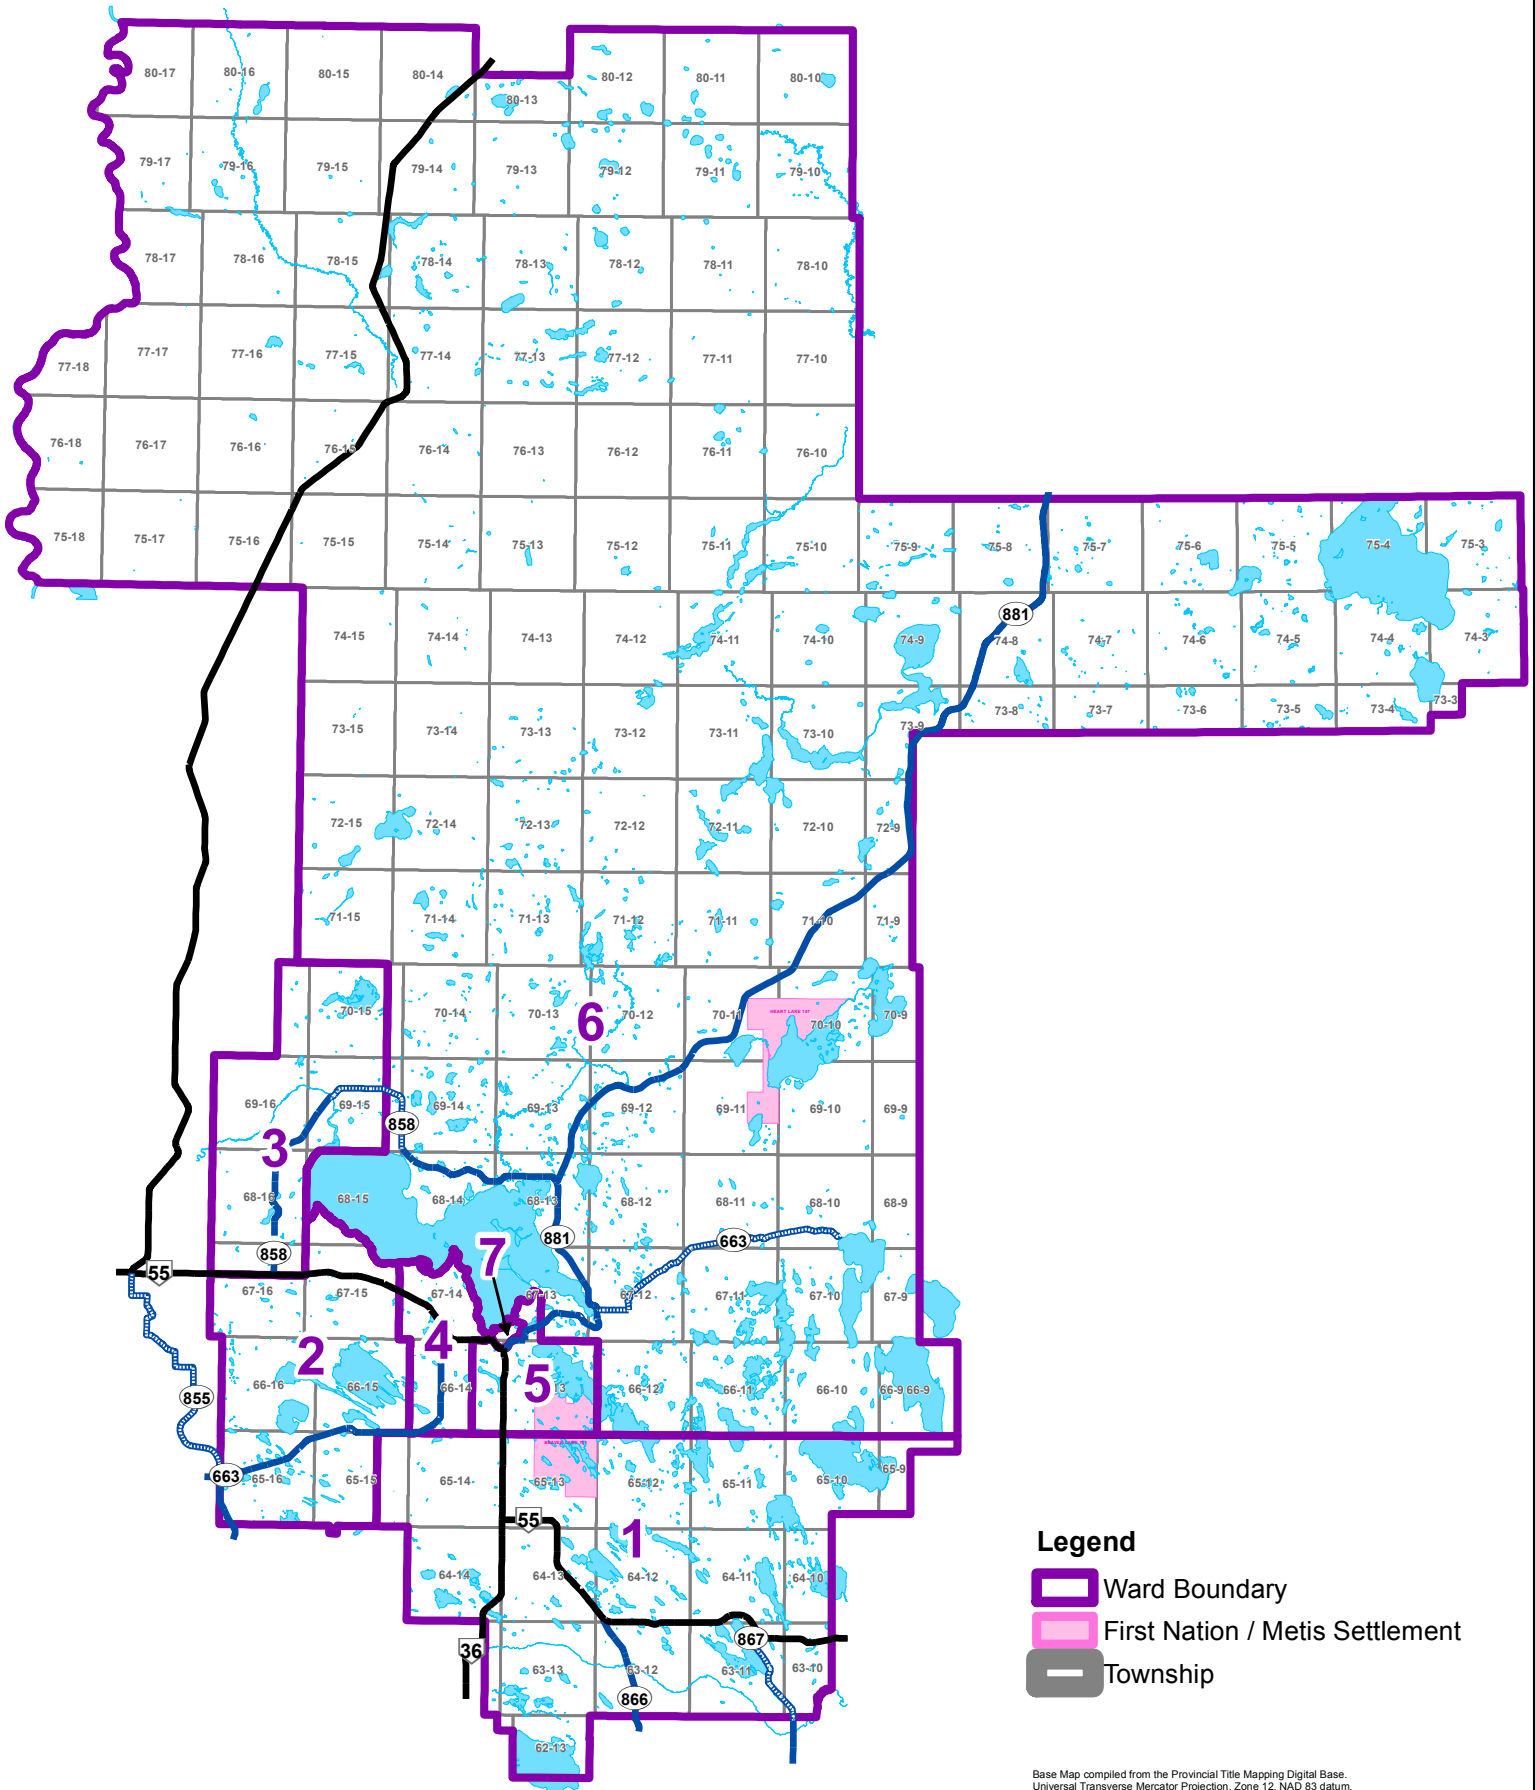 80-17 80-16 80-15 80-14 80-12 80-11 80-10
80-13
79-17 79-16 79-15 79-14 79-13 79-12 79-11 79-10
78-17 78-16 78-15 78-14 78-13 78-12 78-11 78-10
77-18 77-17 77-16 77-15 77-14 77-13 77-12 77-11 77-10
76-18 76-17 76-16 76-15 76-14 76-13 76-12 76-11 76-10
75-18 75-17 75-16 75-15 75-14 75-13 75-12 75-11 75-10 75-9 75-8 75-7 75-6 75-5 75-4 75-3
881
74-15 74-14 74-13 74-12 74-11 74-10 74-9 74-8 74-7 74-6 74-5 74-4 74-3
73-15 73-14 73-13 73-12 73-11 73-10 73-9 73-8 73-7 73-6 73-5 73-4 73-3
72-15 72-14 72-13 72-12 72-11 72-10 72-9
71-15 71-14 71-13 71-12 71-11 71-10 71-9
HEART LAKE 167
70-15 70-14 70-13 6 70-12 70-11 70-10 70-9
69-16 69-15 69-14 69-13 69-12 69-11 69-10 69-9
858
3
68-16 68-15 68-14 68-13 68-12 68-11 68-10 68-9
858 7 881 663
55
67-16 67-15 67-14 67-13 67-12 67-11 67-10 67-9
2 4 5
66-16 66-15 66-14 13 66-12 66-11 66-10 66-9 66-9
855
663 65-16 65-15 65-14 65-13 65-12 65-11 65-10 65-9
55 1
64-14 64-13 64-12 64-11 64-10
36 867
63-13 63-12 63-11 63-10
866
62-13
Legend
Ward Boundary
First Nation / Metis Settlement
Township
Base Map compiled from the Provincial Title Mapping Digital Base.
Universal Transverse Mercator Projection, Zone 12, NAD 83 datum.